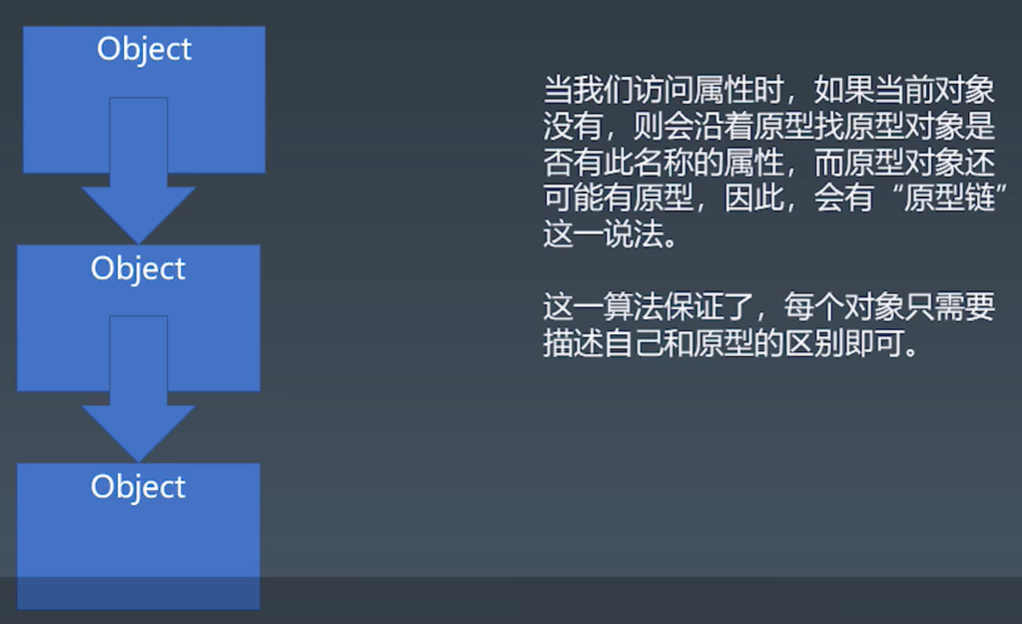 Object
Object
Object
当我们访问属性时，如果当前对象
没有，则会沿着原型找原型对象是
否有此名称的属性，而原型对象还
可能有原型，因此，会有“原型链”
这一说法。
这一算法保证了，每个对象只需要
描述自己和原型的区别即可。